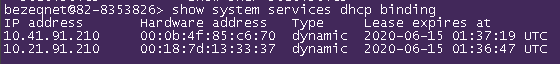 bezeqnet@82-8353826> show system services dhcp binding
IP address Hardware address Type Lease expires at
10.41.91.210 00:0b:4f:85:c6:70 dynamic 2020-06-15 01:37:19 UTC
10.21.91.210 00:18:7d:13:33:37 dynamic 2020-06-15 01:36:47 UTC